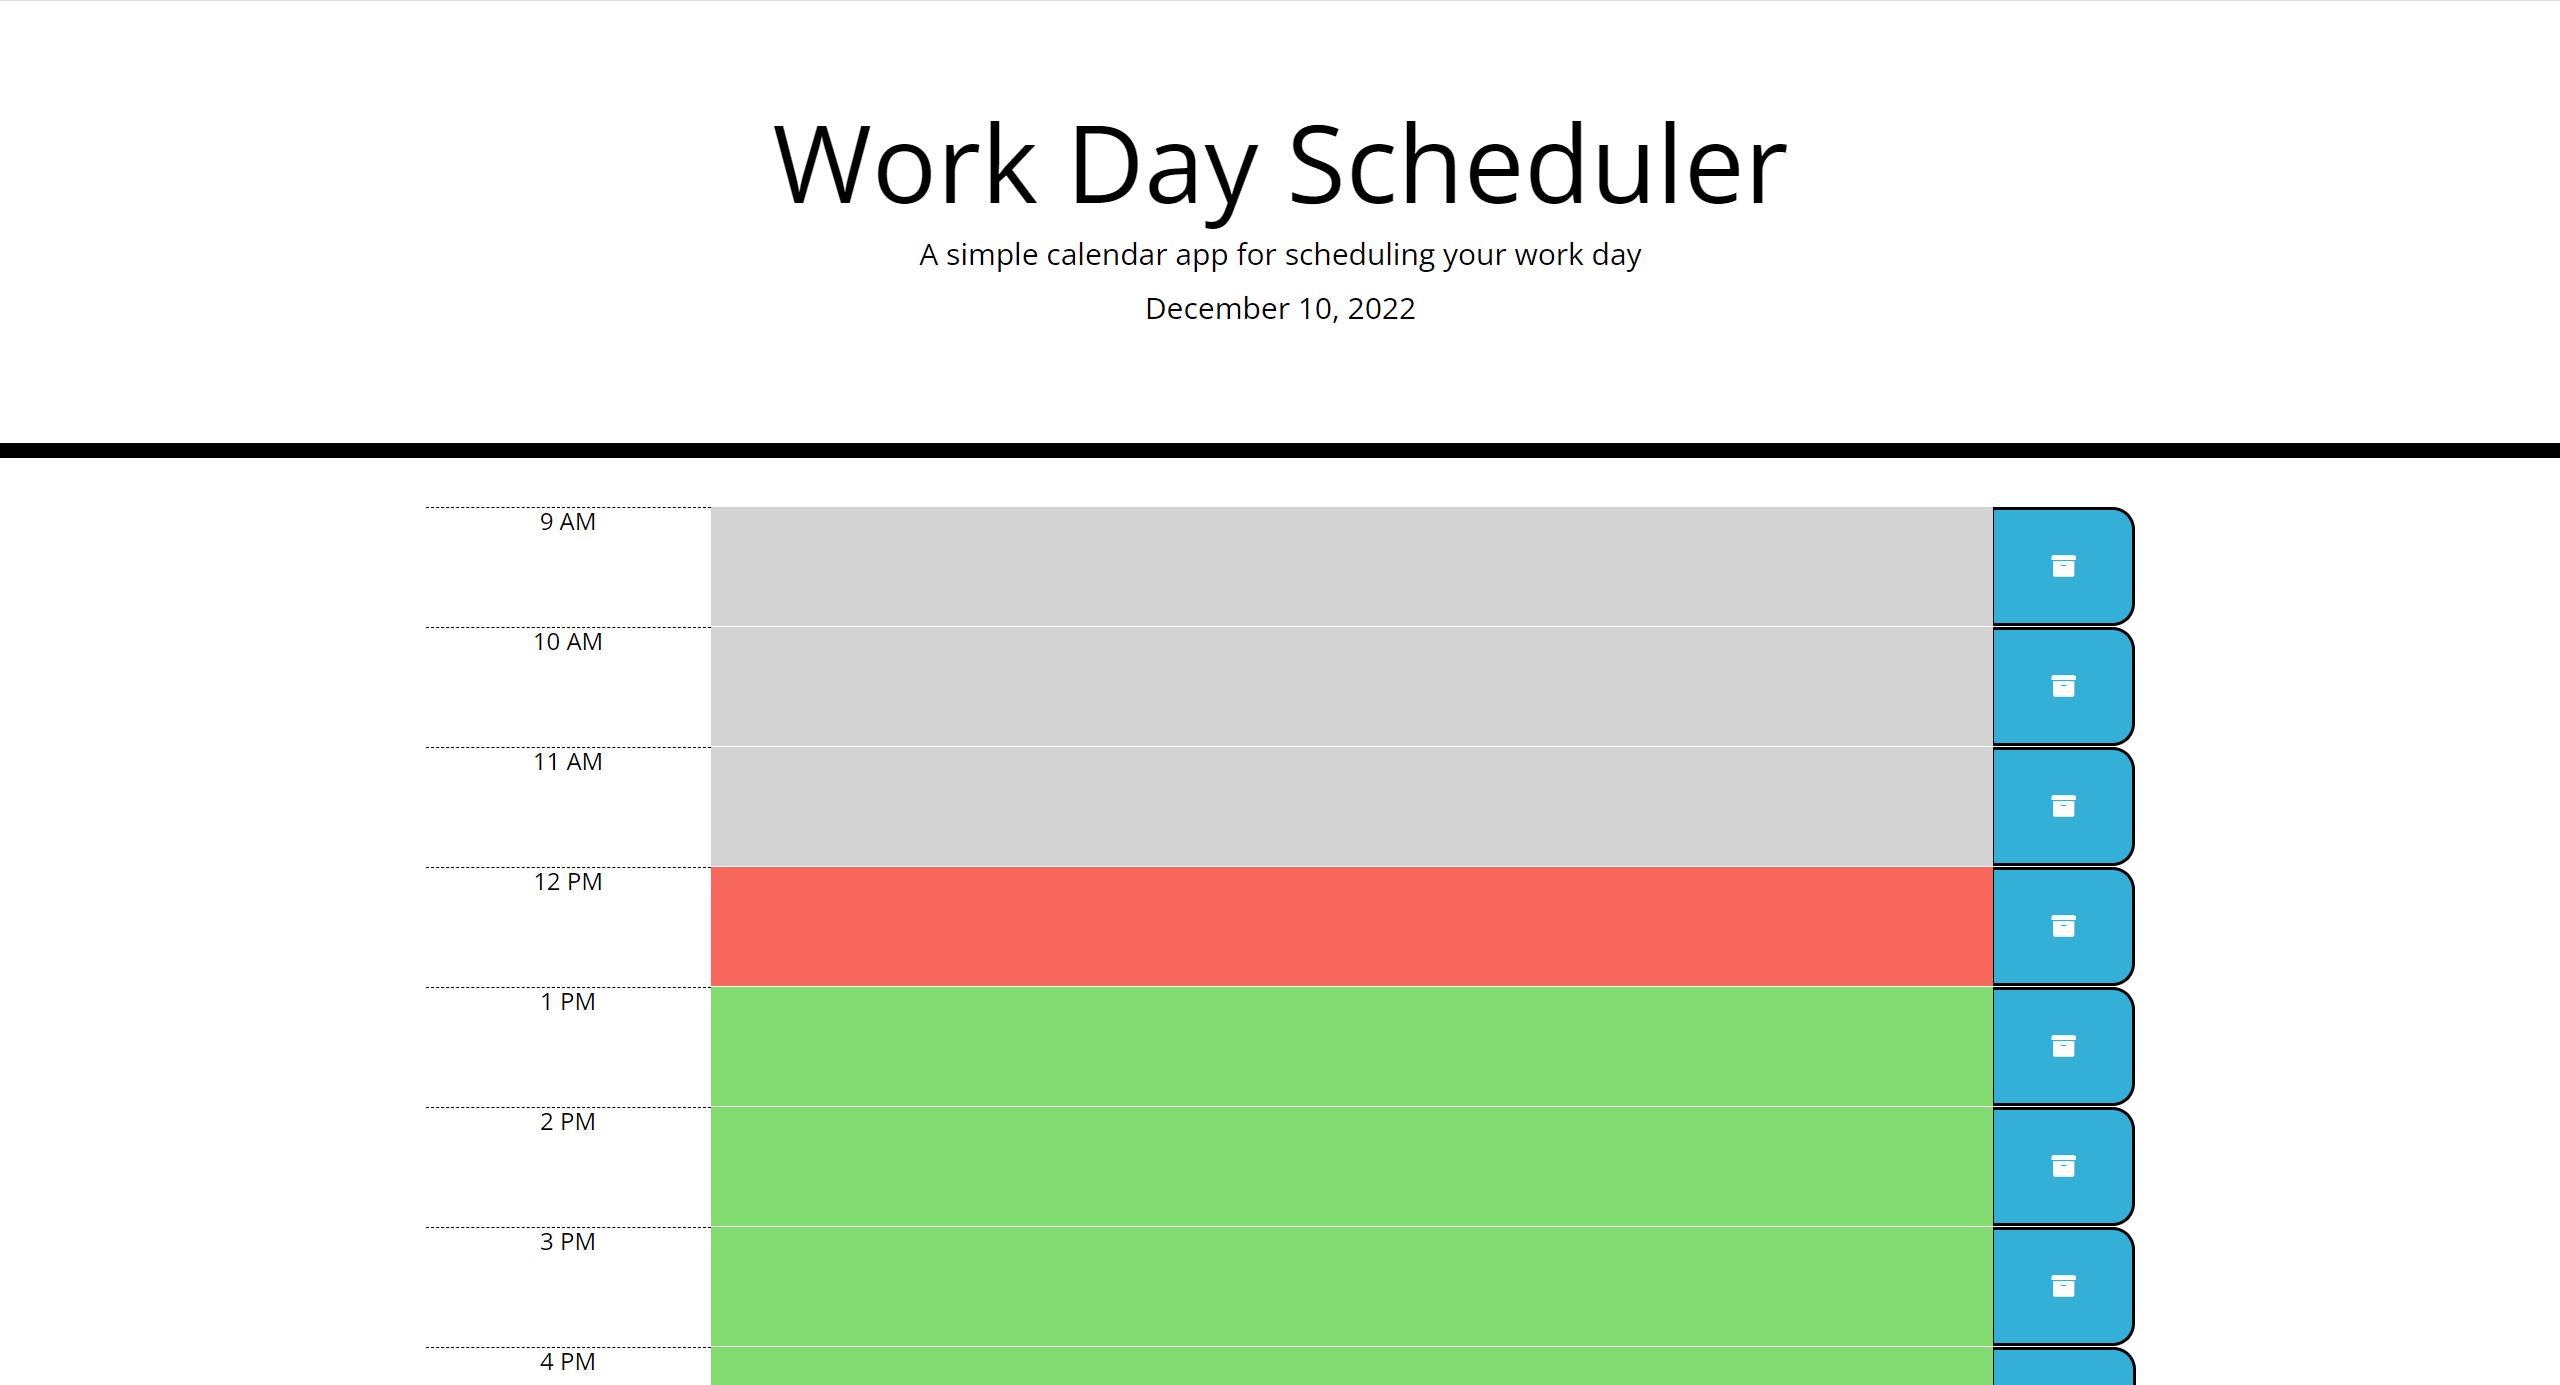 Work Day Scheduler
A simple calendar app for scheduling your work day
December 10, 2022
9 AM
10 AM
11 AM
12 PM
1 PM
2 PM
3 PM
4 PM